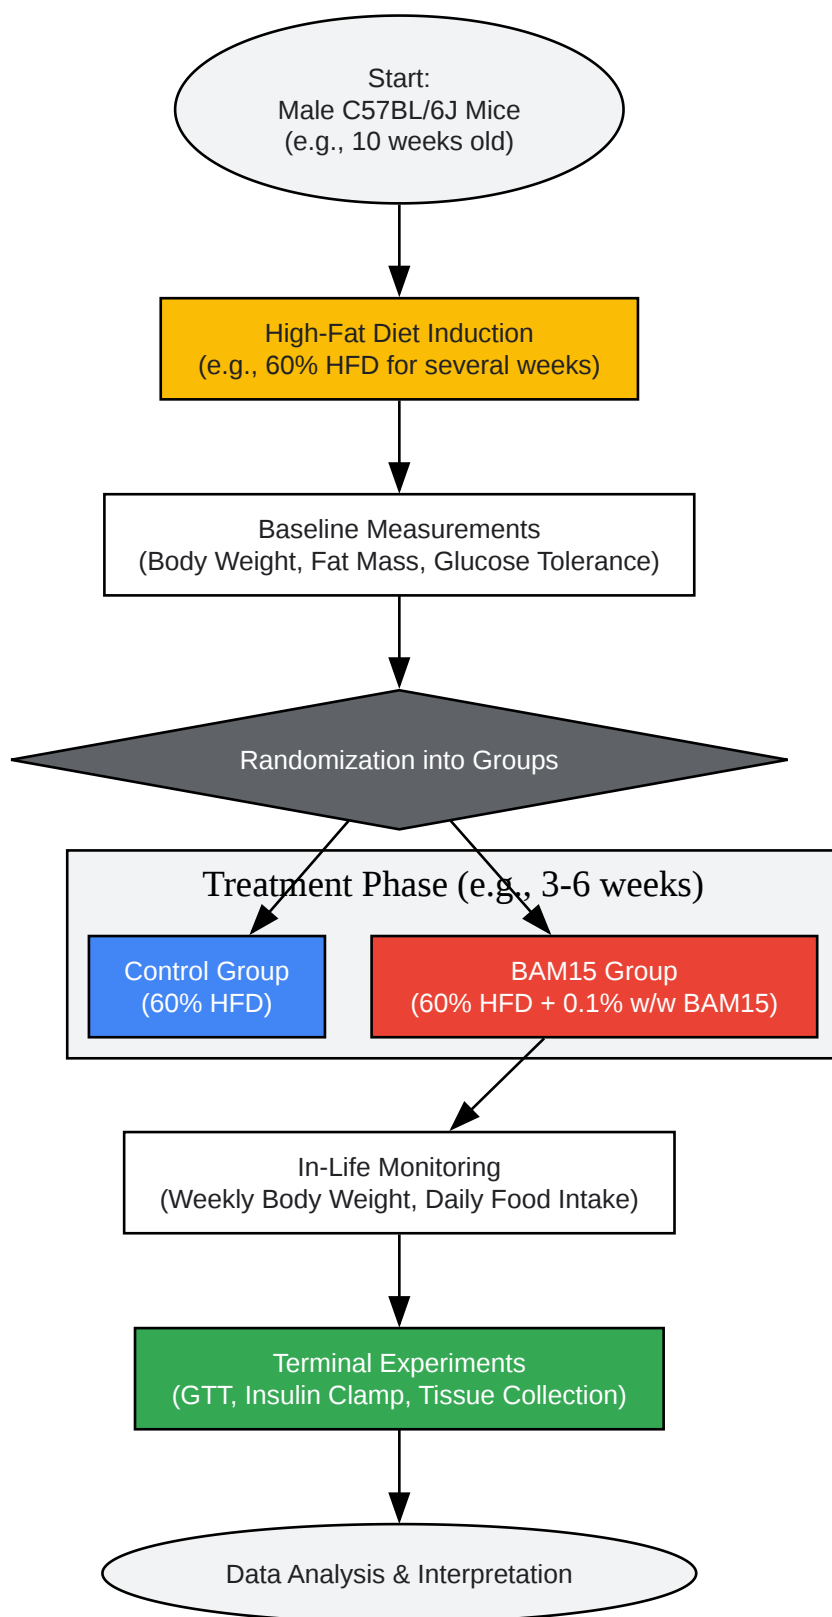 Start:
Male C57BL/6J Mice
(e.g., 10 weeks old)
High-Fat Diet Induction
(e.g., 60% HFD for several weeks)
Baseline Measurements
(Body Weight, Fat Mass, Glucose Tolerance)
Randomization into Groups
Treatment Phase (e.g., 3-6 weeks)
Control Group
(60% HFD)
BAM15 Group
(60% HFD + 0.1% w/w BAM15)
In-Life Monitoring
(Weekly Body Weight, Daily Food Intake)
Terminal Experiments
(GTT, Insulin Clamp, Tissue Collection)
Data Analysis & Interpretation